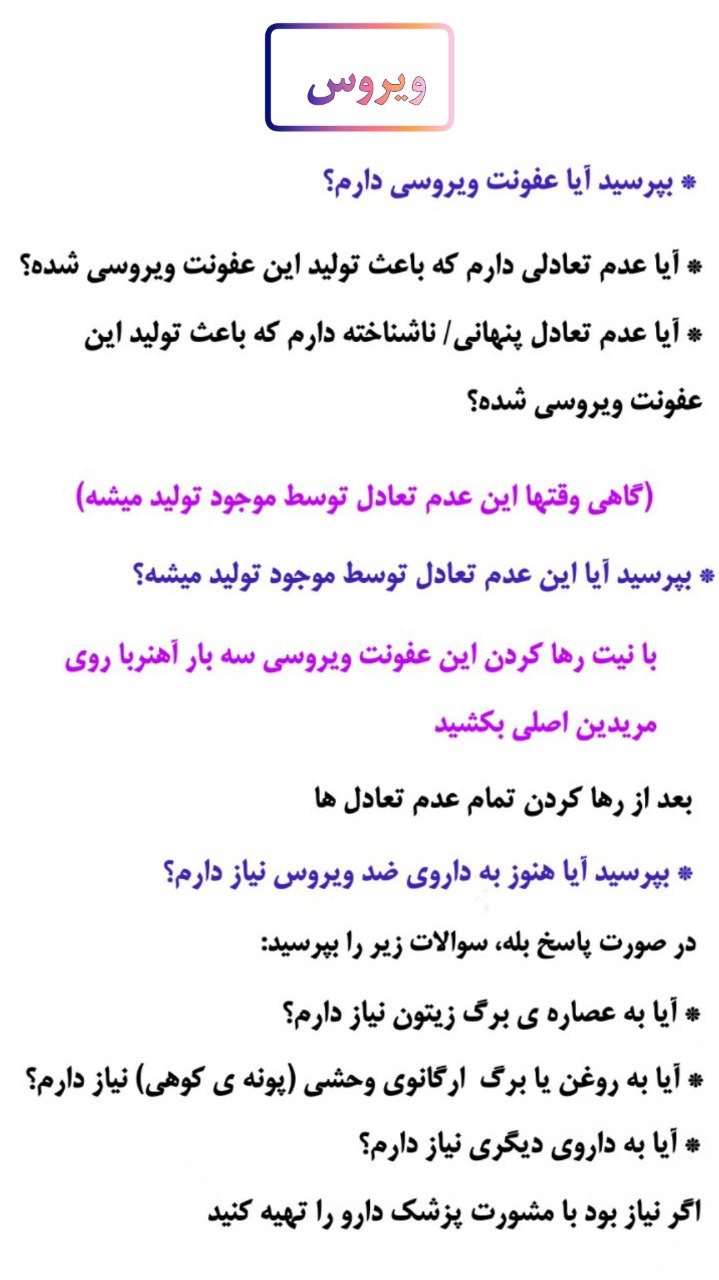 ویروس
* بپرسید آیا عفونت ویروسی دارم؟
* آیا عدم تعادلی دارم که باعث تولید این عفونت ویروسی شده؟
* آیا عدم تعادل پنهانی/ ناشناخته دارم که باعث تولید این
عفونت ویروسی شده؟
(گاهی وقتها این عدم تعادل توسط موجود تولید میشه)
* بپرسید آیا این عدم تعادل توسط موجود تولید میشه؟
با نیت رها کردن این عفونت ویروسی سه بار آهنربا روی
مریدین اصلی بکشید
بعد از رها کردن تمام عدم تعادل ها
* بپرسید آیا هنوز به داروی ضد ویروس نیاز دارم؟
در صورت پاسخ بله، سوالات زیر را بپرسید:
* آیا به عصاره ی برگ زیتون نیاز دارم؟
* آیا به روغن یا برگ ارگانوی وحشی (پونه ی کوهی) نیاز دارم؟
* آیا به داروی دیگری نیاز دارم؟
اگر نیاز بود با مشورت پزشک دارو را تهیه کنید